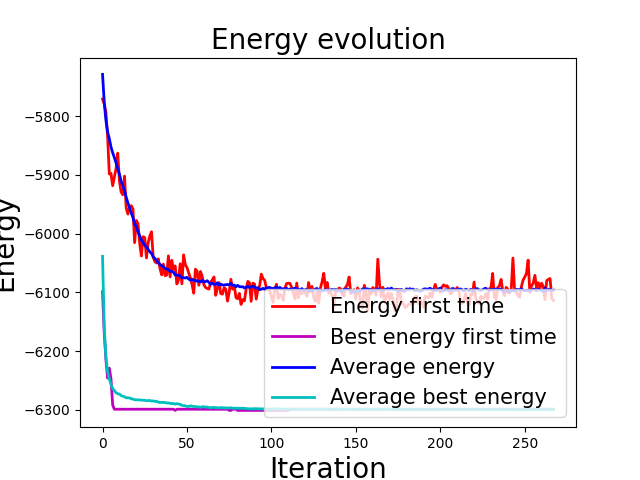 Energy evolution
Energy
−5800
−5900
−6000
−6100
−6200
−6300
0
50
100
150
200
250
Iteration
Energy first time
Best energy first time
Average energy
Average best energy